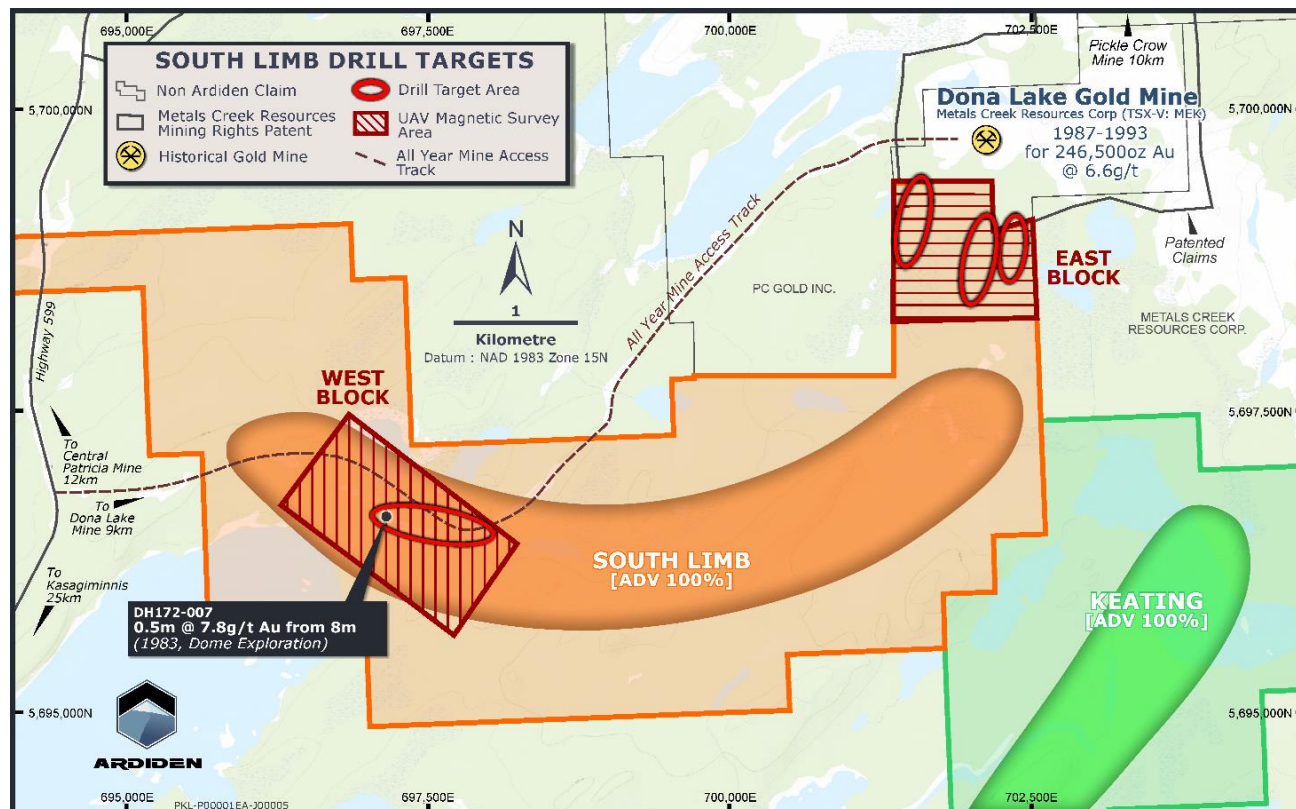 695,000E
697,500E
700,000E
702,500E
SOUTH LIMB DRILL TARGETS
Non Ardiden Claim
Drill Target Area
Metals Creek Resources
Mining Rights Patent
UAV Magnetic Survey
Area
Historical Gold Mine
All Year Mine Access
Track
Pickle Crow
Mine 10km
5,700,000N
5,700,000N
Dona Lake Gold Mine
Metals Creek Resources Corp (TSX-V: MEK)
1987-1993
for 246,500oz Au
@ 6.6g/t
Patented
Claims
EAST
BLOCK
PC GOLD INC.
METALS CREEK
RESOURCES CORP.
N
1
Kilometre
Datum : NAD 1983 Zone 15N
All Year Mine Access Track
Highway 599
WEST
BLOCK
5,697,500N
To
Central
Patricia Mine
12km
To
Dona Lake
Mine 9km
To
Kasagiminnis
25km
SOUTH LIMB
[ADV 100%]
KEATING
[ADV 100%]
DH172-007
0.5m @ 7.8g/t Au from 8m
(1983, Dome Exploration)
5,695,000N
5,695,000N
ARDIDEN
695,000E
PKL-P00001EA-J00005
697,500E
700,000E
702,500E